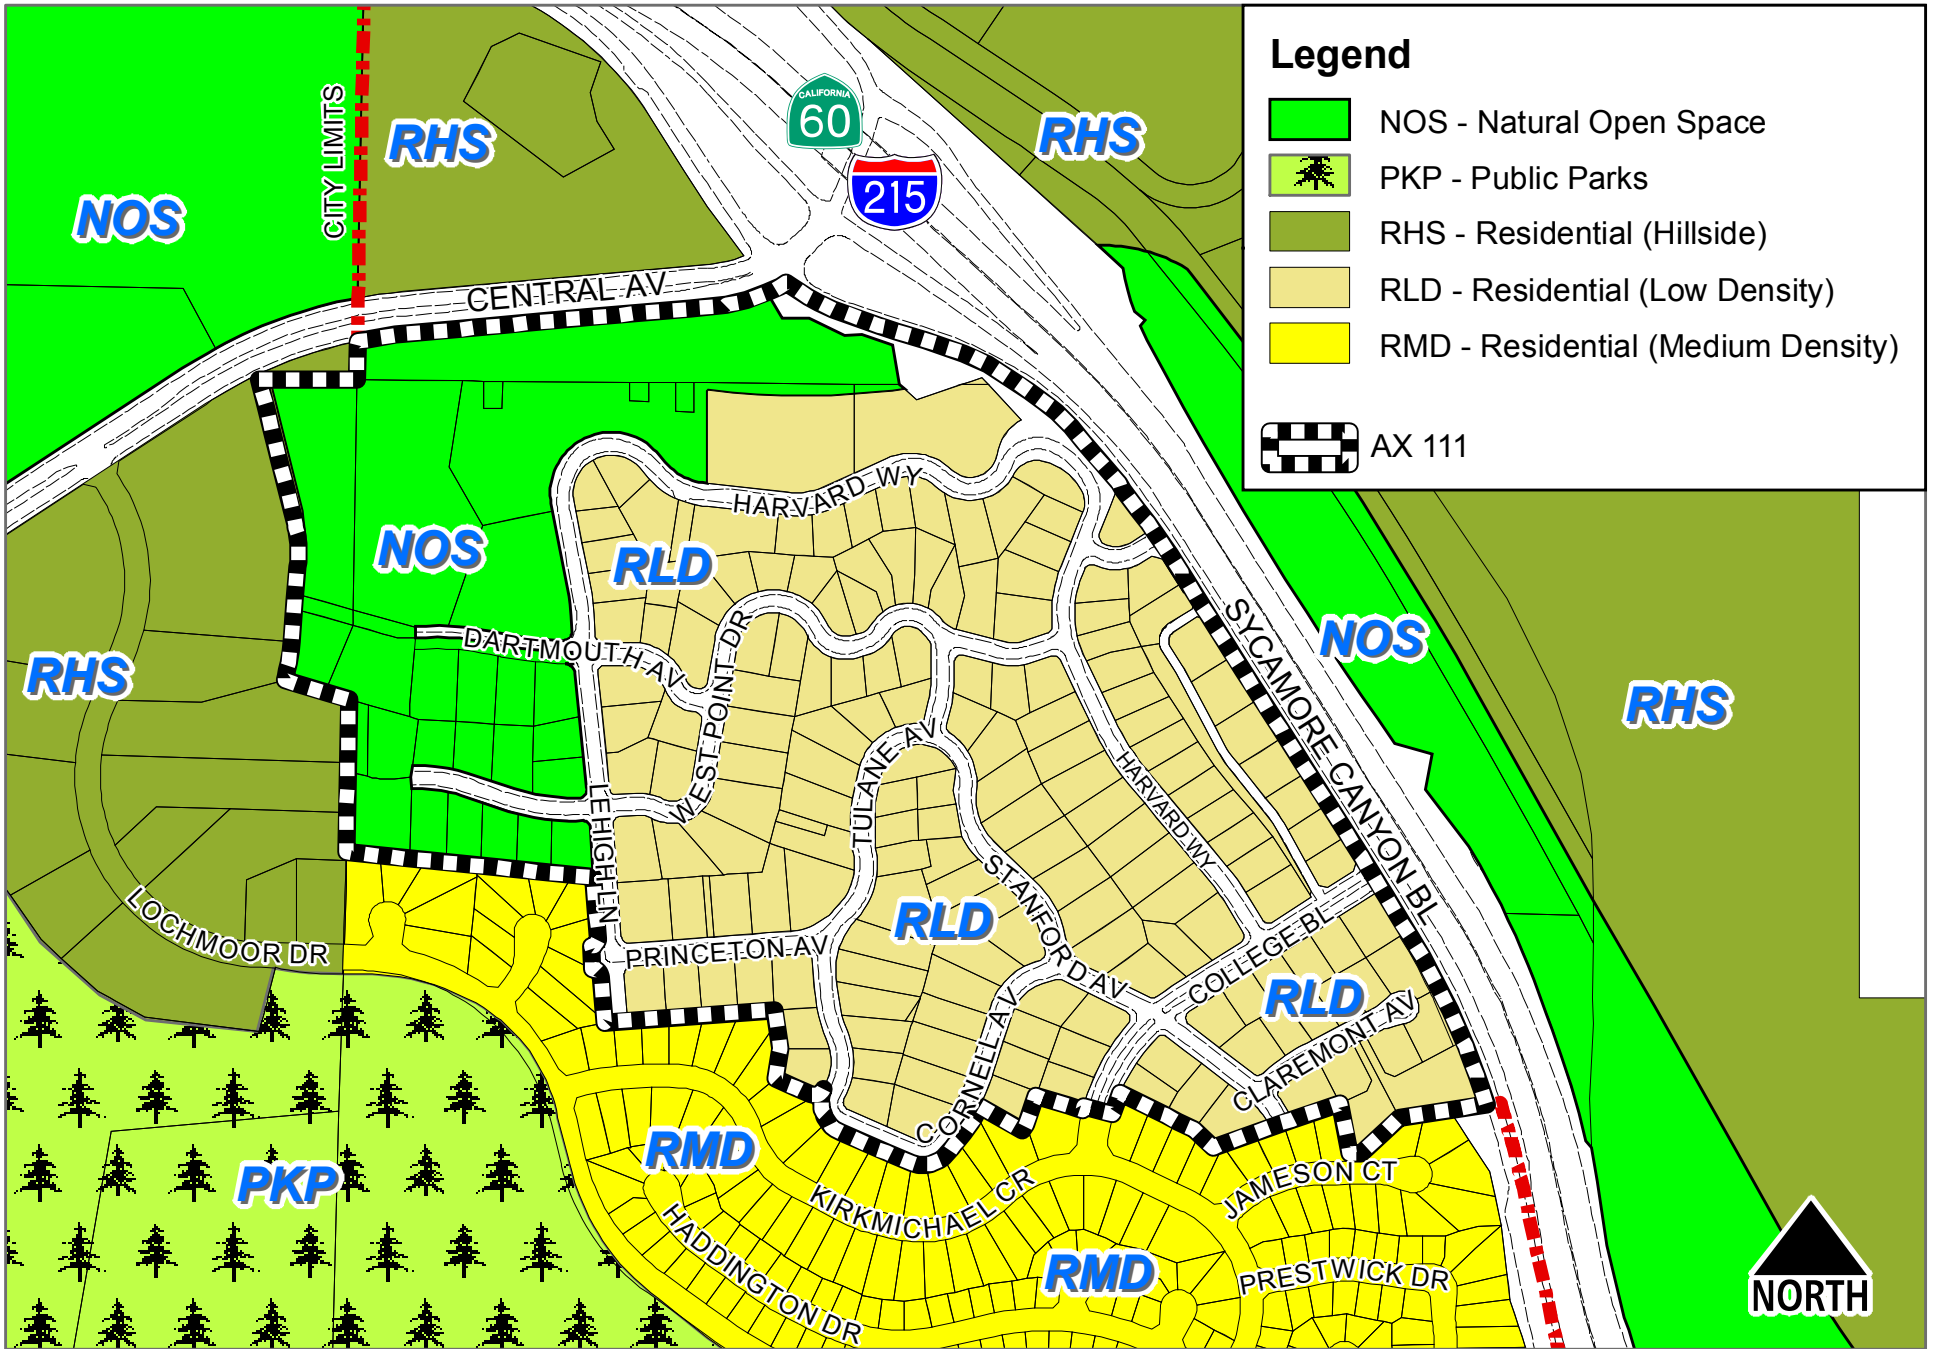 Legend
NOS - Natural Open Space
PKP - Public Parks
RHS - Residential (Hillside)
RLD - Residential (Low Density)
RMD - Residential (Medium Density)
AX 111
CITY LIMITS
RHS
CALIFORNIA
60
215
RHS
NOS
CENTRAL AV
HARVARD WY
NOS
RLD
SYCAMORE CANYON BL
NOS
DARTMOUTH AV
WEST POINT DR
RHS
RHS
TULANE AV
HARVARD WY
LEHIGH LN
STANFORD AV
LOCHMOOR DR
PRINCETON AV
RLD
COLLEGE BL
RLD
CORNELL AV
CLAREMONT AV
RMD
PKP
KIRKMICHAEL CR
JAMESON CT
HADDINGTON DR
RMD
PRESTWICK DR
NORTH